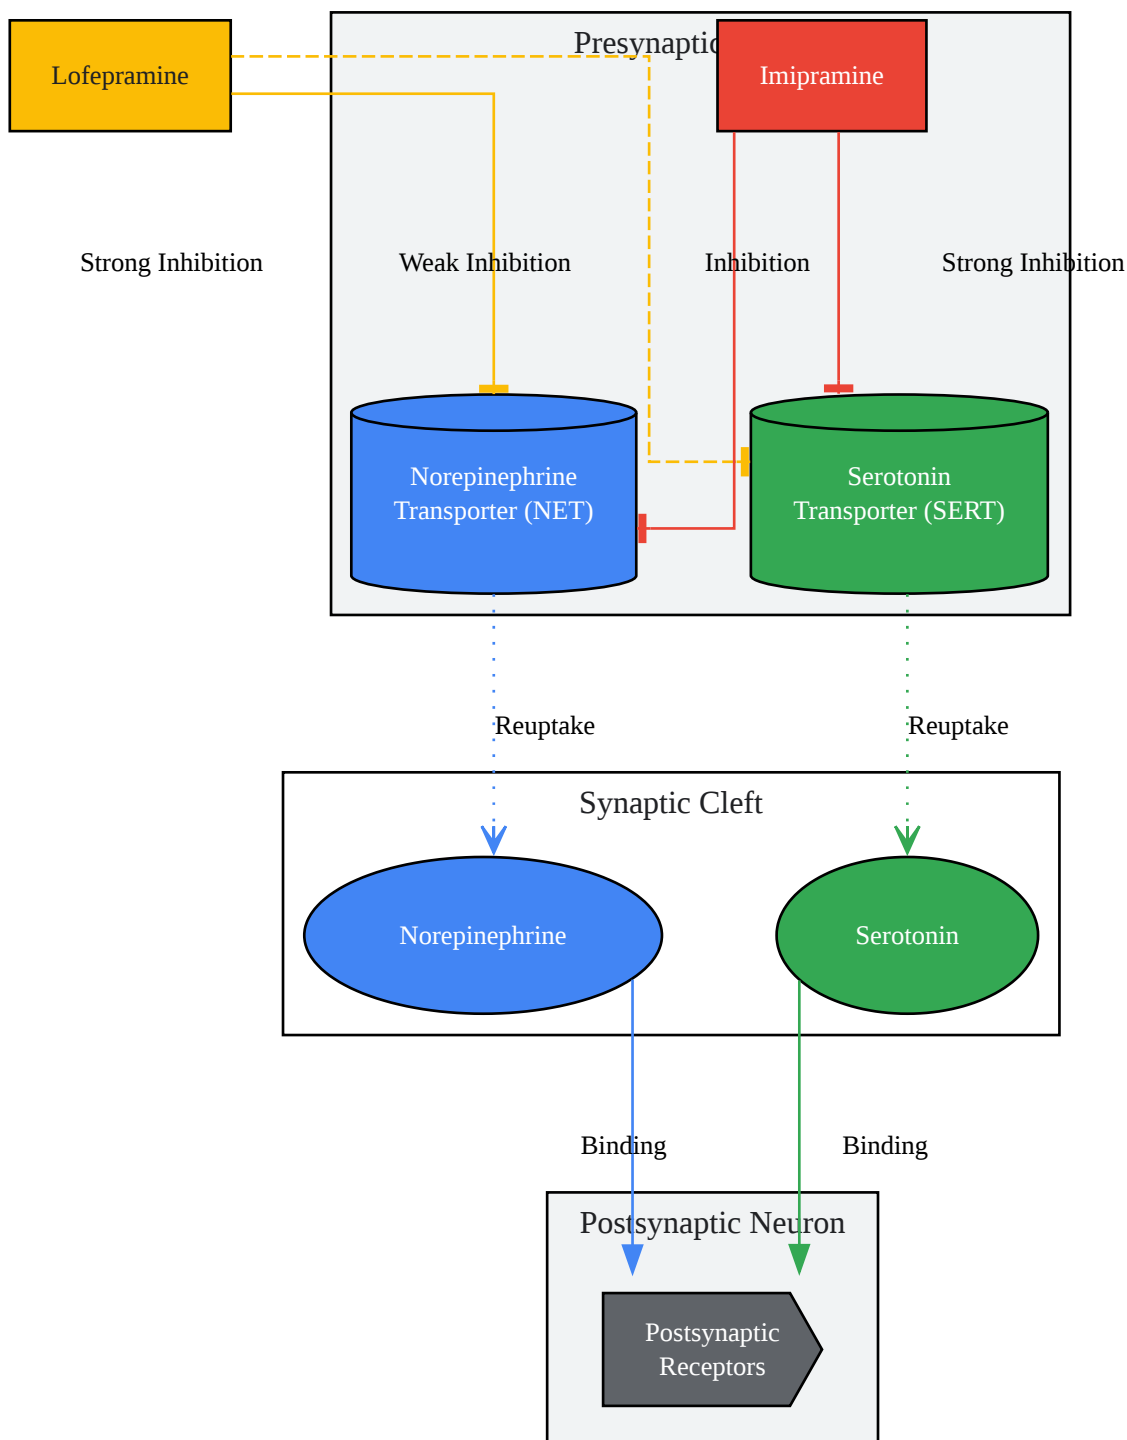 Presynaptic
Lofepramine
Imipramine
Strong Inhibition
Weak Inhibition
Inhibition
Strong Inhibition
Norepinephrine
Transporter (NET)
Serotonin
Transporter (SERT)
Reuptake
Reuptake
Synaptic Cleft
Norepinephrine
Serotonin
Binding
Binding
Postsynaptic Neuron
Postsynaptic
Receptors